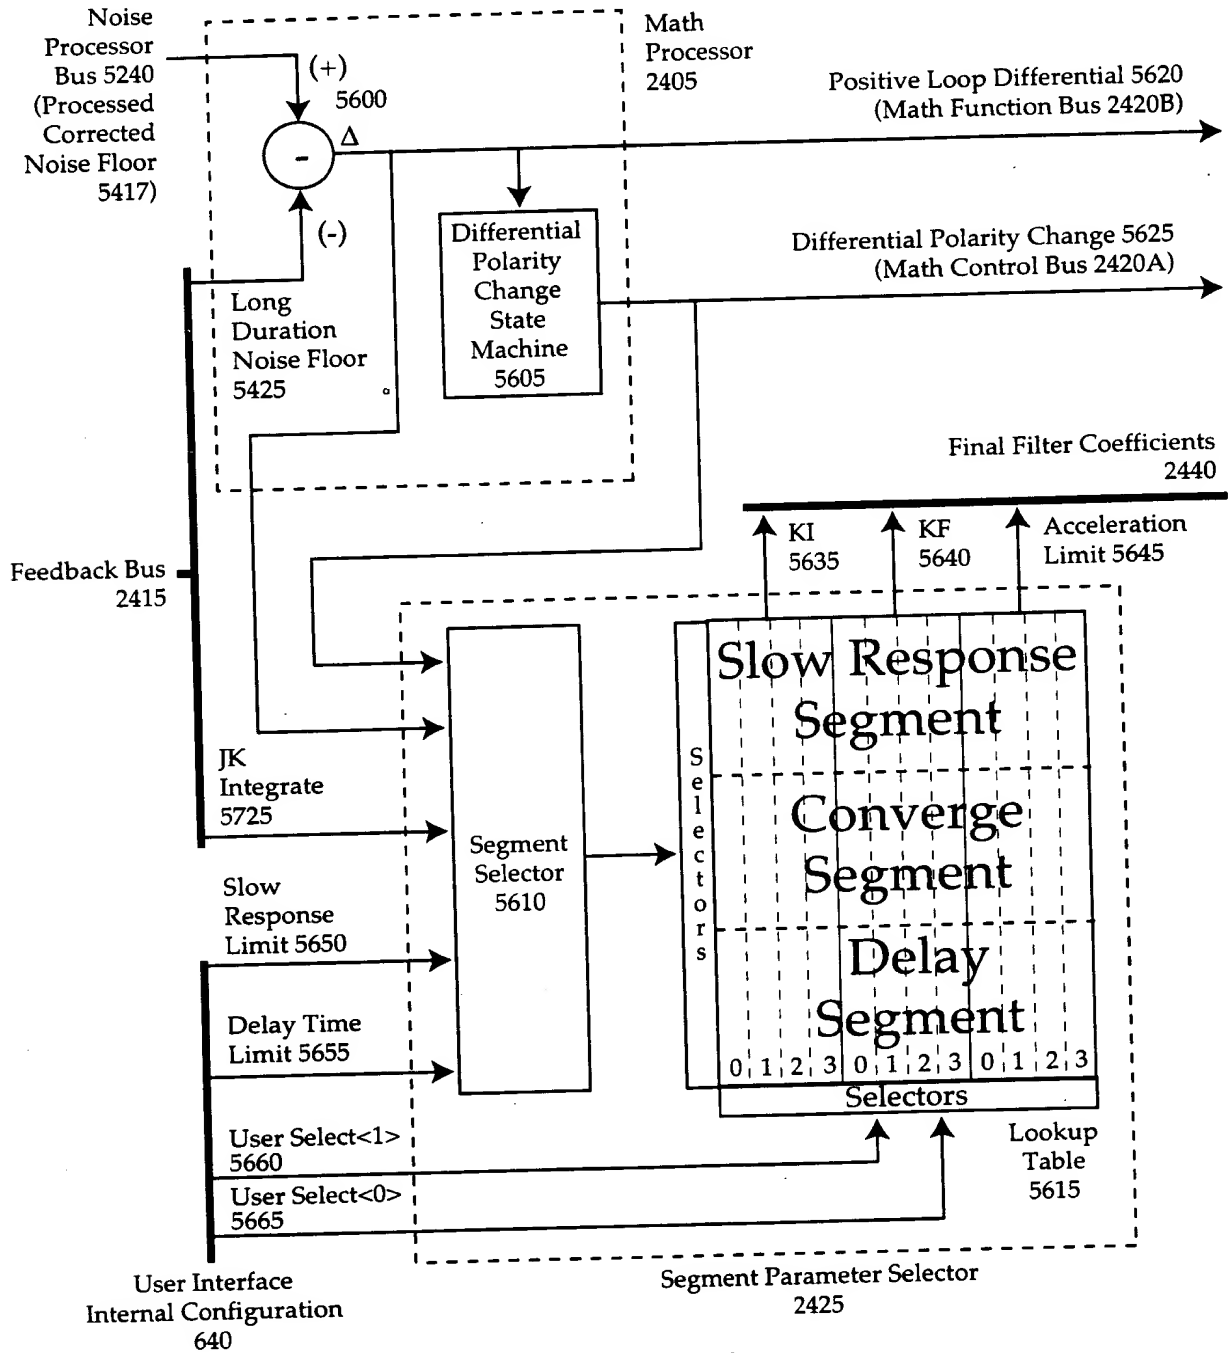 Noise
Processor
Bus 5240
(Processed
Corrected
Noise Floor
5417)
(+)
5600
Δ
-
(-)
Math
Processor
2405
Positive Loop Differential 5620
(Math Function Bus 2420B)
Differential
Polarity
Change
State
Machine
5605
Differential Polarity Change 5625
(Math Control Bus 2420A)
Long
Duration
Noise Floor
5425
Final Filter Coefficients
2440
KI
5635
KF
5640
Acceleration
Limit 5645
Feedback Bus
2415
JK
Integrate
5725
Slow
Response
Limit 5650
Delay Time
Limit 5655
User Select<1>
5660
User Select<0>
5665
User Interface
Internal Configuration
640
Segment
Selector
5610
Selectors
Slow Response
Segment
Converge
Segment
Delay
Segment
0 1 2 3 0 1 2 3 0 1 2 3
Selectors
Lookup
Table
5615
Segment Parameter Selector
2425